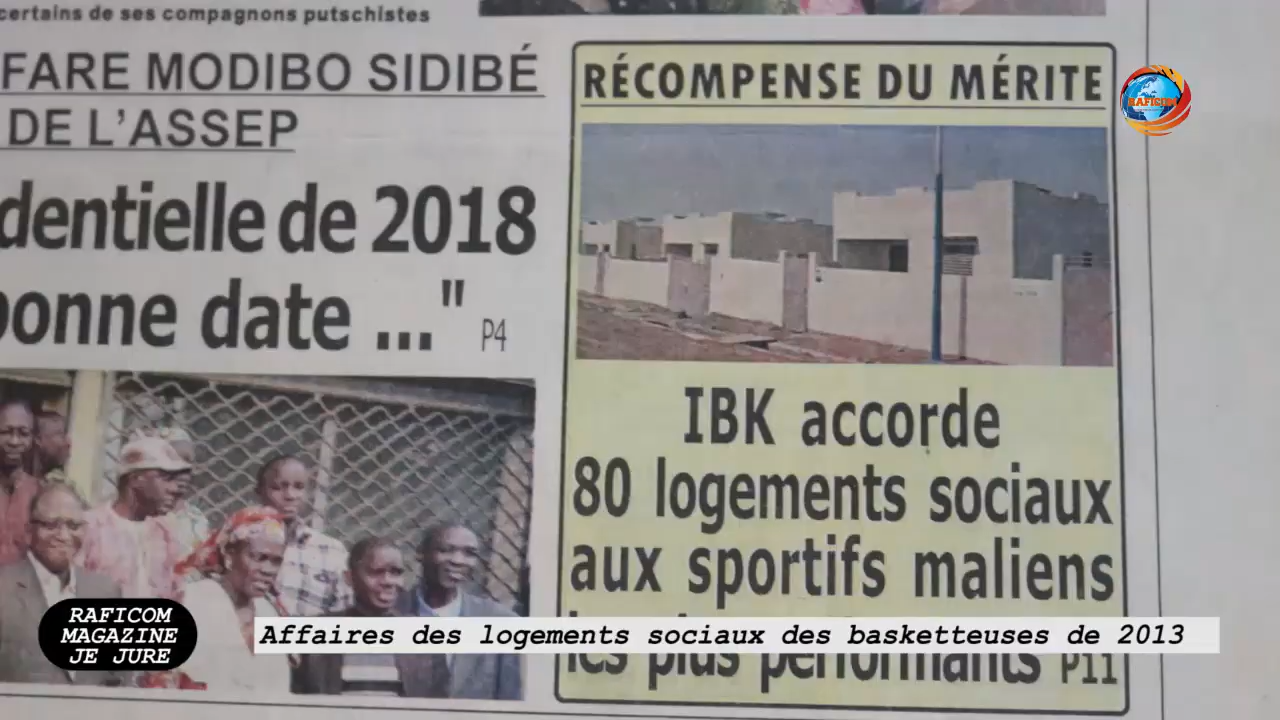 certains de ses compagnons putschistes
FARE MODIBO SIDIBÉ
DE L'ASSEP
dentielle de 2018
bonne date ..." P4
RÉCOMPENSE DU MÉRITE
RAFICOM
IBK accorde
80 logements sociaux
aux sportifs maliens
les plus performants P11
RAFICOM
MAGAZINE
JE JURE
Affaires des logements sociaux des basketteuses de 2013